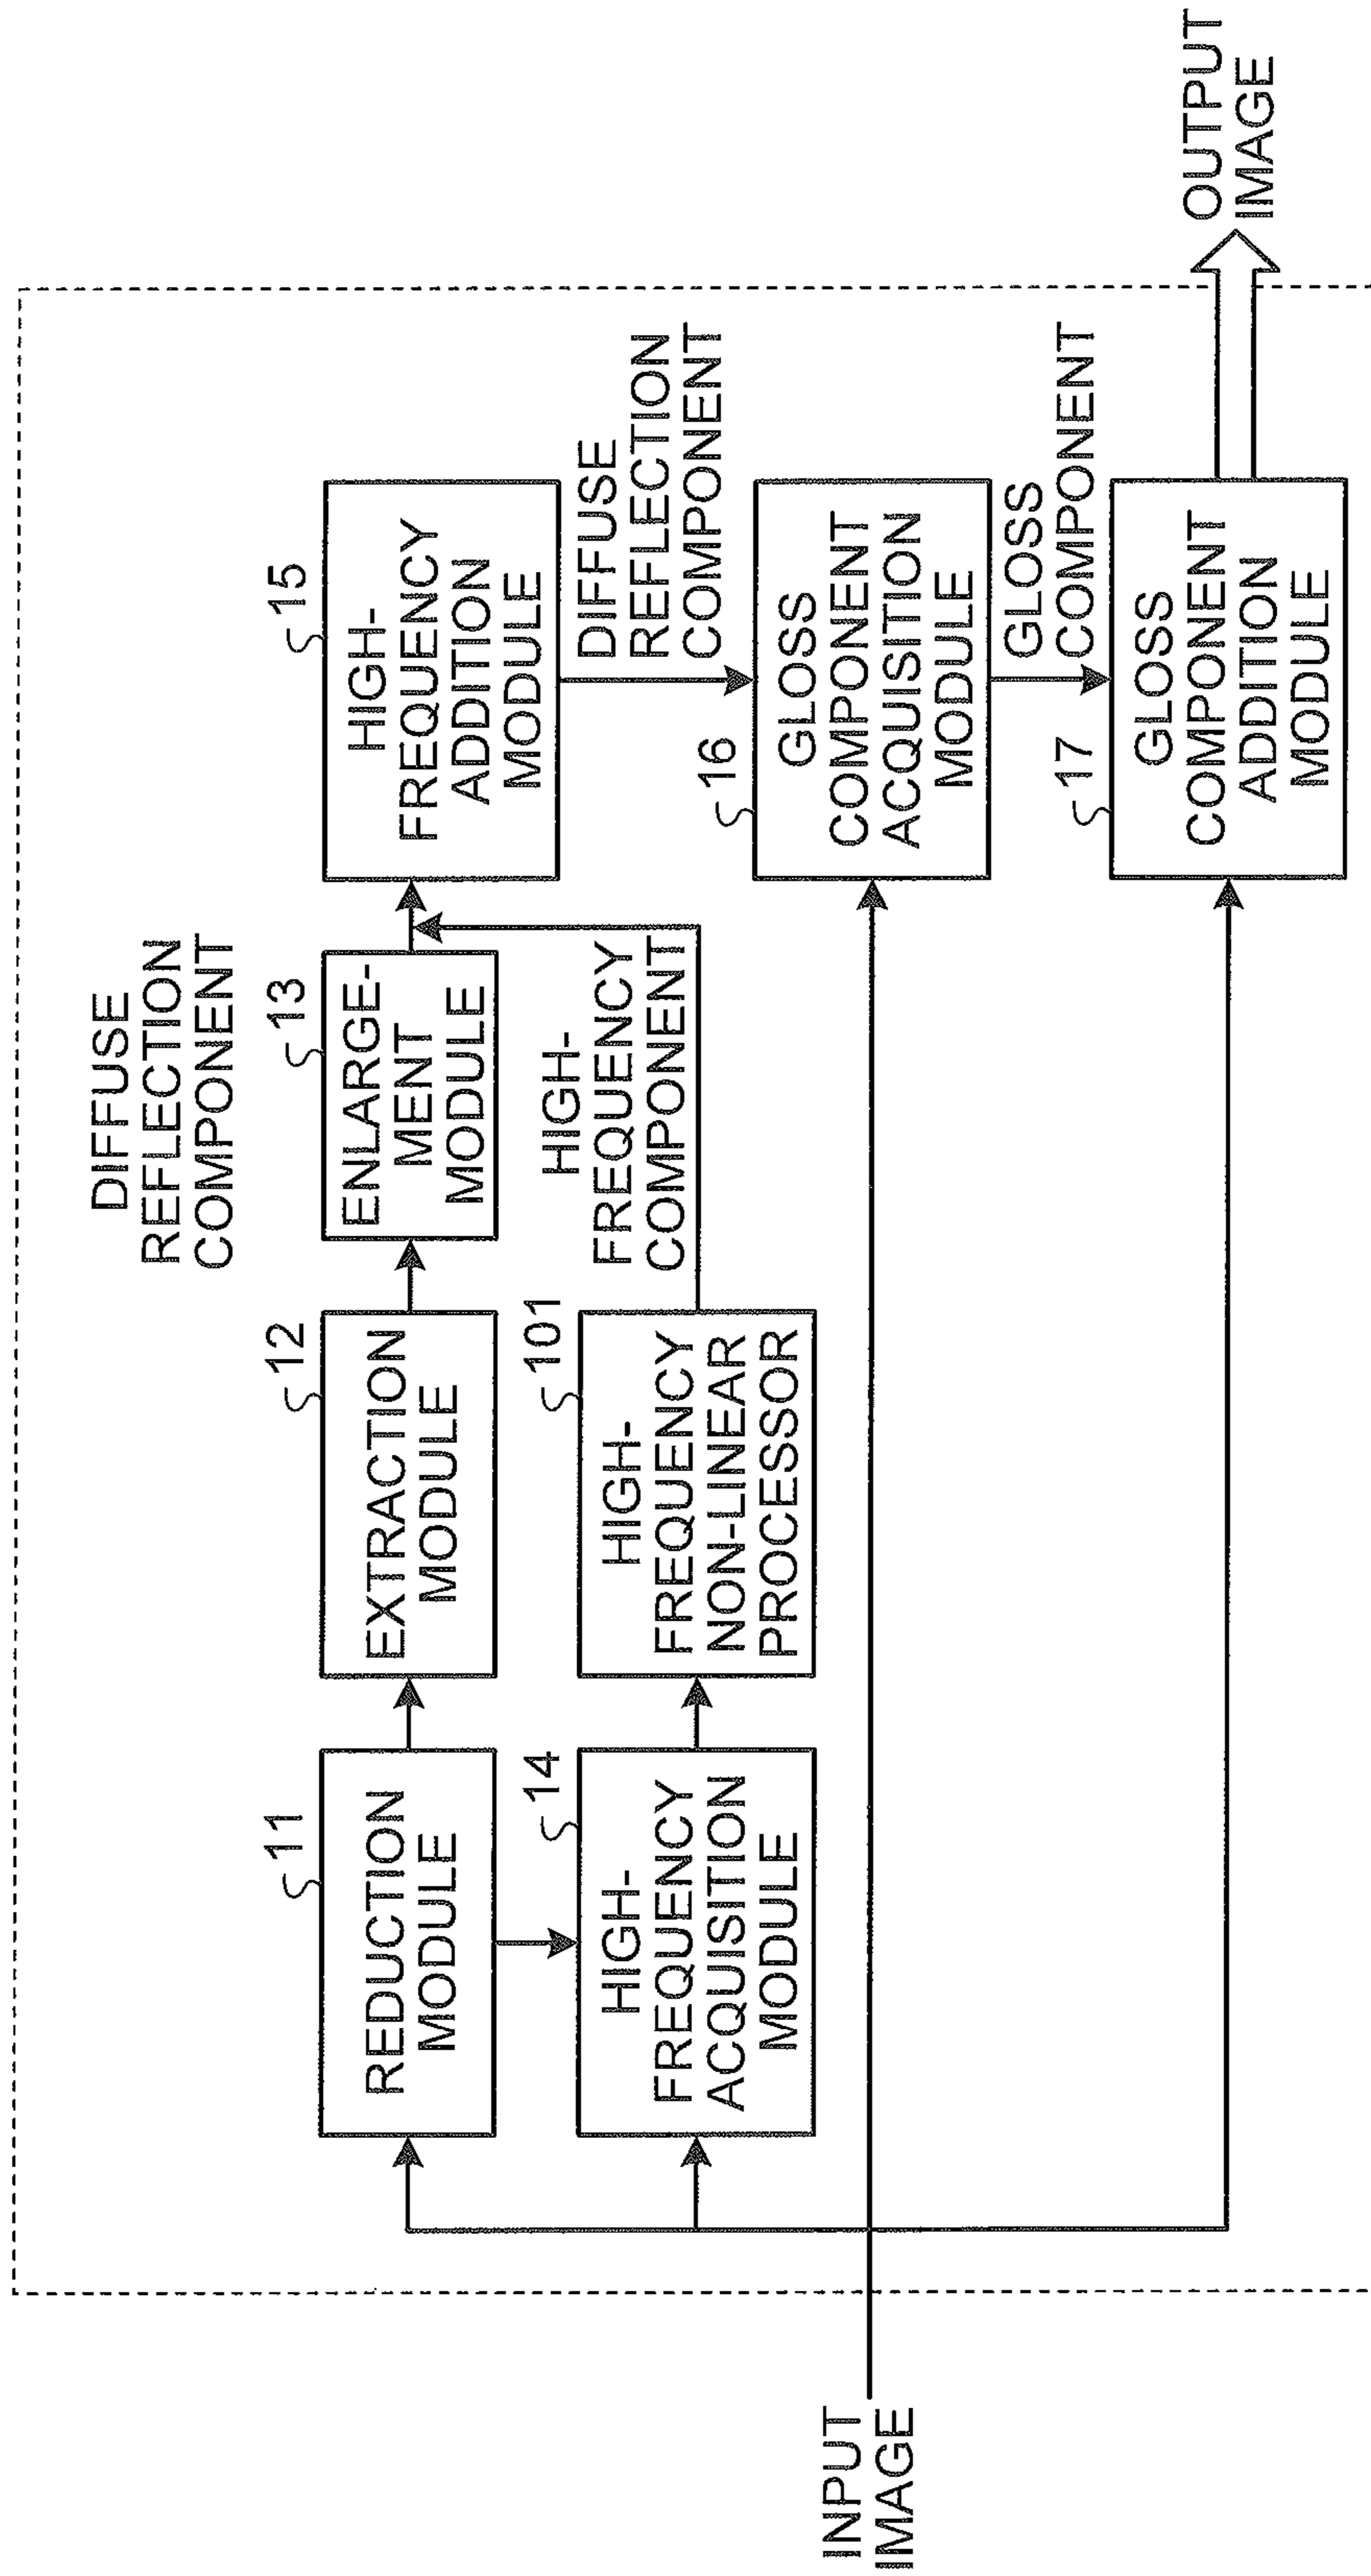 DIFFUSE
REFLECTION
COMPONENT
11
REDUCTION
MODULE
12
EXTRACTION
MODULE
13
ENLARGE-
MENT
MODULE
15
HIGH-
FREQUENCY
ADDITION
MODULE
14
HIGH-
FREQUENCY
ACQUISITION
MODULE
101
HIGH-
FREQUENCY
NON-LINEAR
PROCESSOR
HIGH-
FREQUENCY
COMPONENT
DIFFUSE
REFLECTION
COMPONENT
INPUT
IMAGE
16
GLOSS
COMPONENT
ACQUISITION
MODULE
GLOSS
COMPONENT
17
GLOSS
COMPONENT
ADDITION
MODULE
OUTPUT
IMAGE